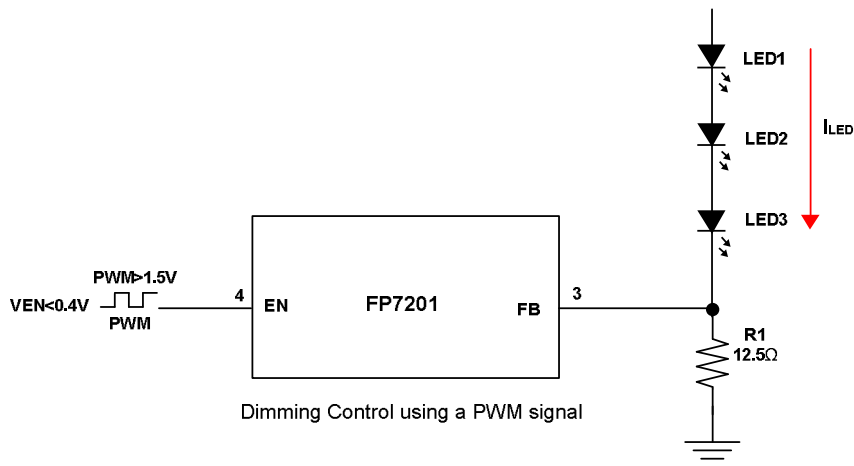 LED1
LED2
LED3
ILED
PWM>1.5V
VEN<0.4V
PWM
4
EN
FP7201
FB
3
R1
12.5Ω
Dimming Control using a PWM signal